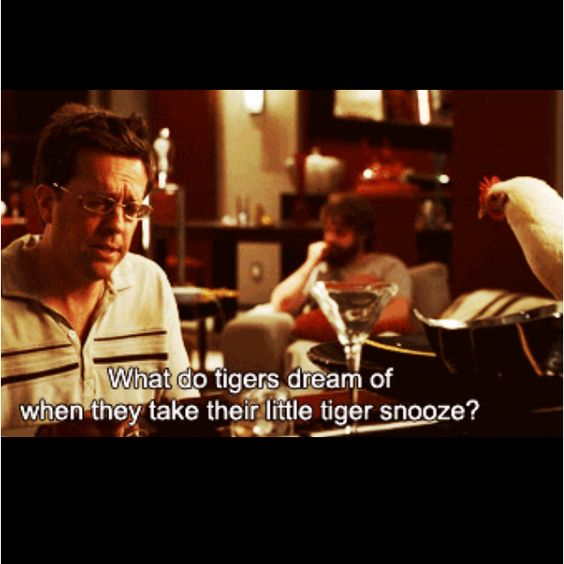 What do tigers dream of
when they take their little tiger snooze?